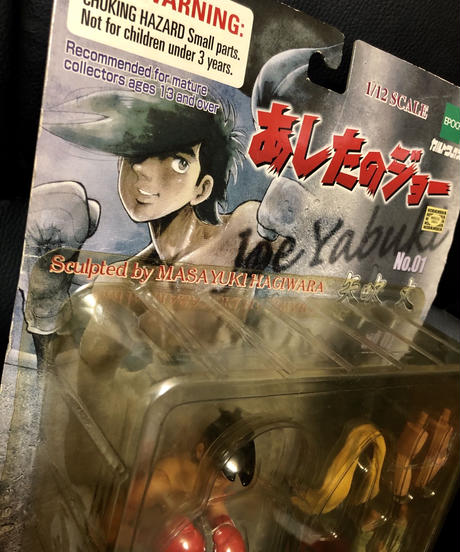 WARNING:
CHOKING HAZARD Small parts.
Not for children under 3 years.
Recommended for mature
collectors ages 13 and over
1/12 SCALE
EPOCH
あしたのジョー
Joe Yabuki
No.01
Sculpted by MASAYUKI HAGIWARA
矢吹 丈